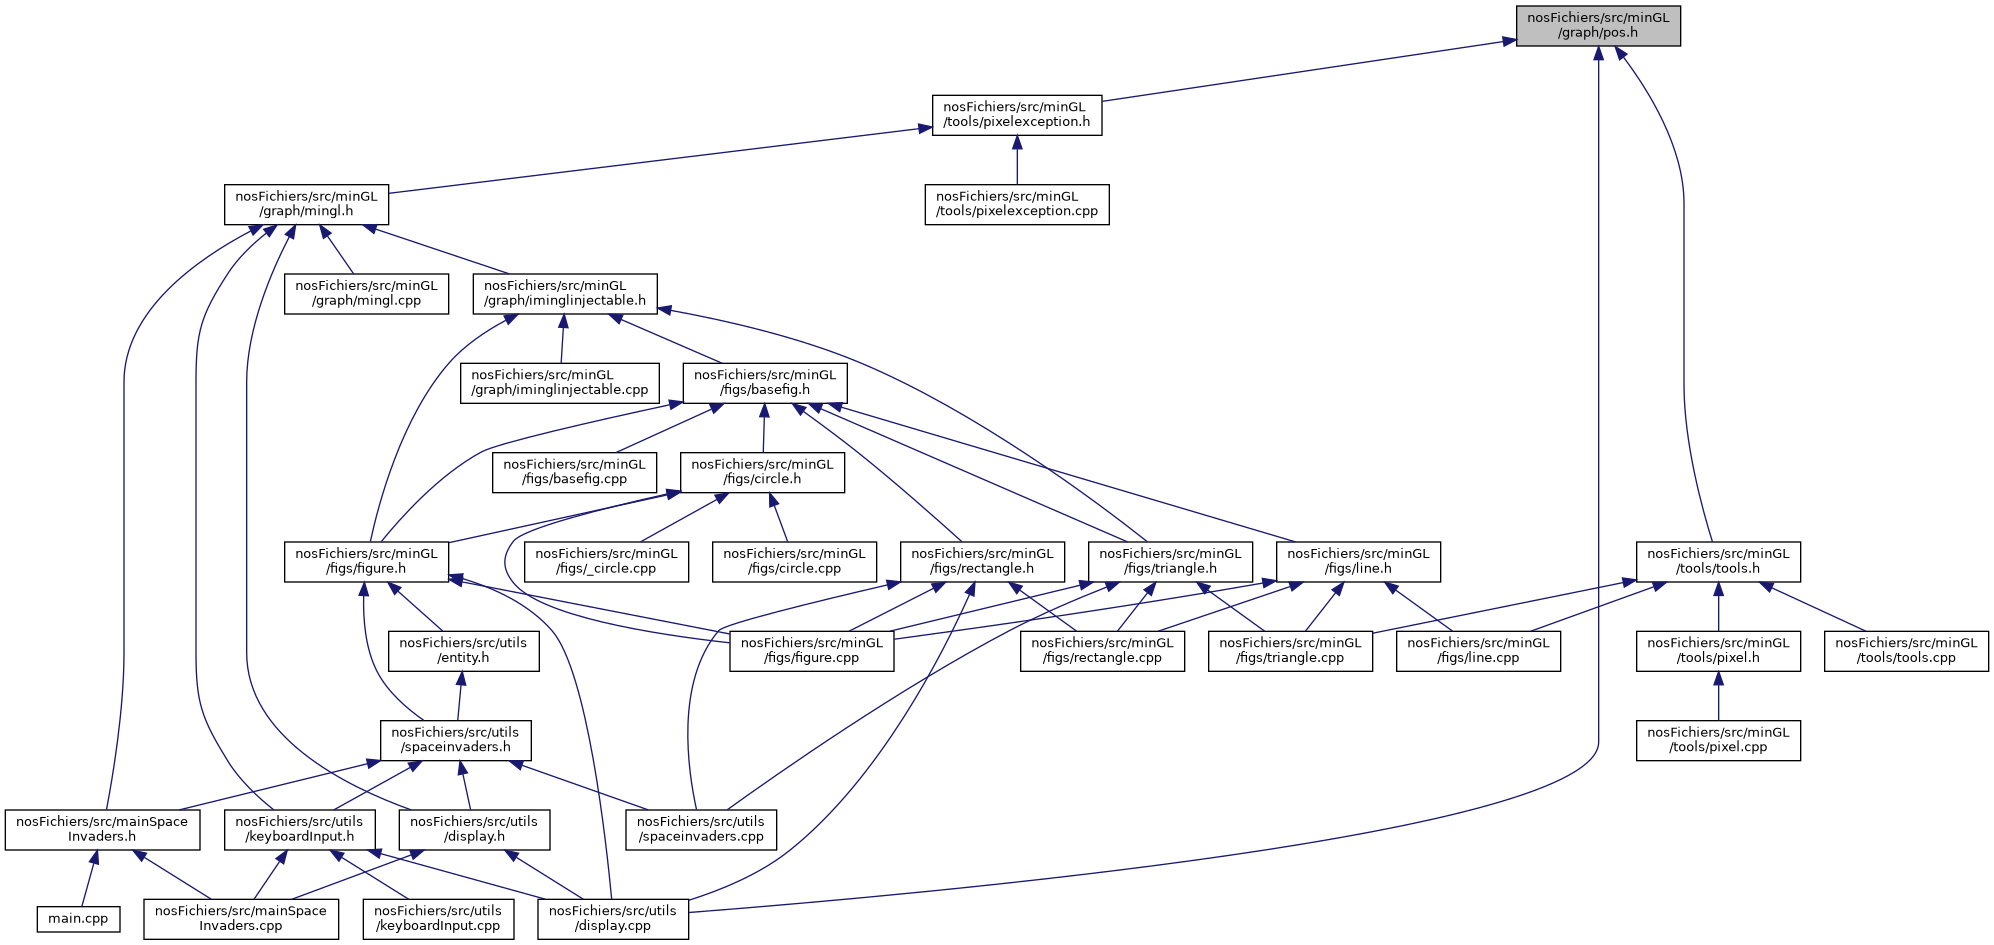 nosFichiers/src/minGL
/graph/pos.h
nosFichiers/src/minGL
/tools/pixelexception.h
nosFichiers/src/minGL
/graph/mingl.h
nosFichiers/src/minGL
/tools/pixelexception.cpp
nosFichiers/src/minGL
/graph/mingl.cpp
nosFichiers/src/minGL
/graph/iminglinjectable.h
nosFichiers/src/minGL
/graph/iminglinjectable.cpp
nosFichiers/src/minGL
/figs/basefig.h
nosFichiers/src/minGL
/figs/basefig.cpp
nosFichiers/src/minGL
/figs/circle.h
nosFichiers/src/minGL
/figs/figure.h
nosFichiers/src/minGL
/figs/_circle.cpp
nosFichiers/src/minGL
/figs/circle.cpp
nosFichiers/src/minGL
/figs/rectangle.h
nosFichiers/src/minGL
/figs/triangle.h
nosFichiers/src/minGL
/figs/line.h
nosFichiers/src/minGL
/tools/tools.h
nosFichiers/src/utils
/entity.h
nosFichiers/src/minGL
/figs/figure.cpp
nosFichiers/src/minGL
/figs/rectangle.cpp
nosFichiers/src/minGL
/figs/triangle.cpp
nosFichiers/src/minGL
/figs/line.cpp
nosFichiers/src/minGL
/tools/pixel.h
nosFichiers/src/minGL
/tools/tools.cpp
nosFichiers/src/utils
/spaceinvaders.h
nosFichiers/src/minGL
/tools/pixel.cpp
nosFichiers/src/mainSpace
Invaders.h
nosFichiers/src/utils
/keyboardInput.h
nosFichiers/src/utils
/display.h
nosFichiers/src/utils
/spaceinvaders.cpp
main.cpp
nosFichiers/src/mainSpace
Invaders.cpp
nosFichiers/src/utils
/keyboardInput.cpp
nosFichiers/src/utils
/display.cpp